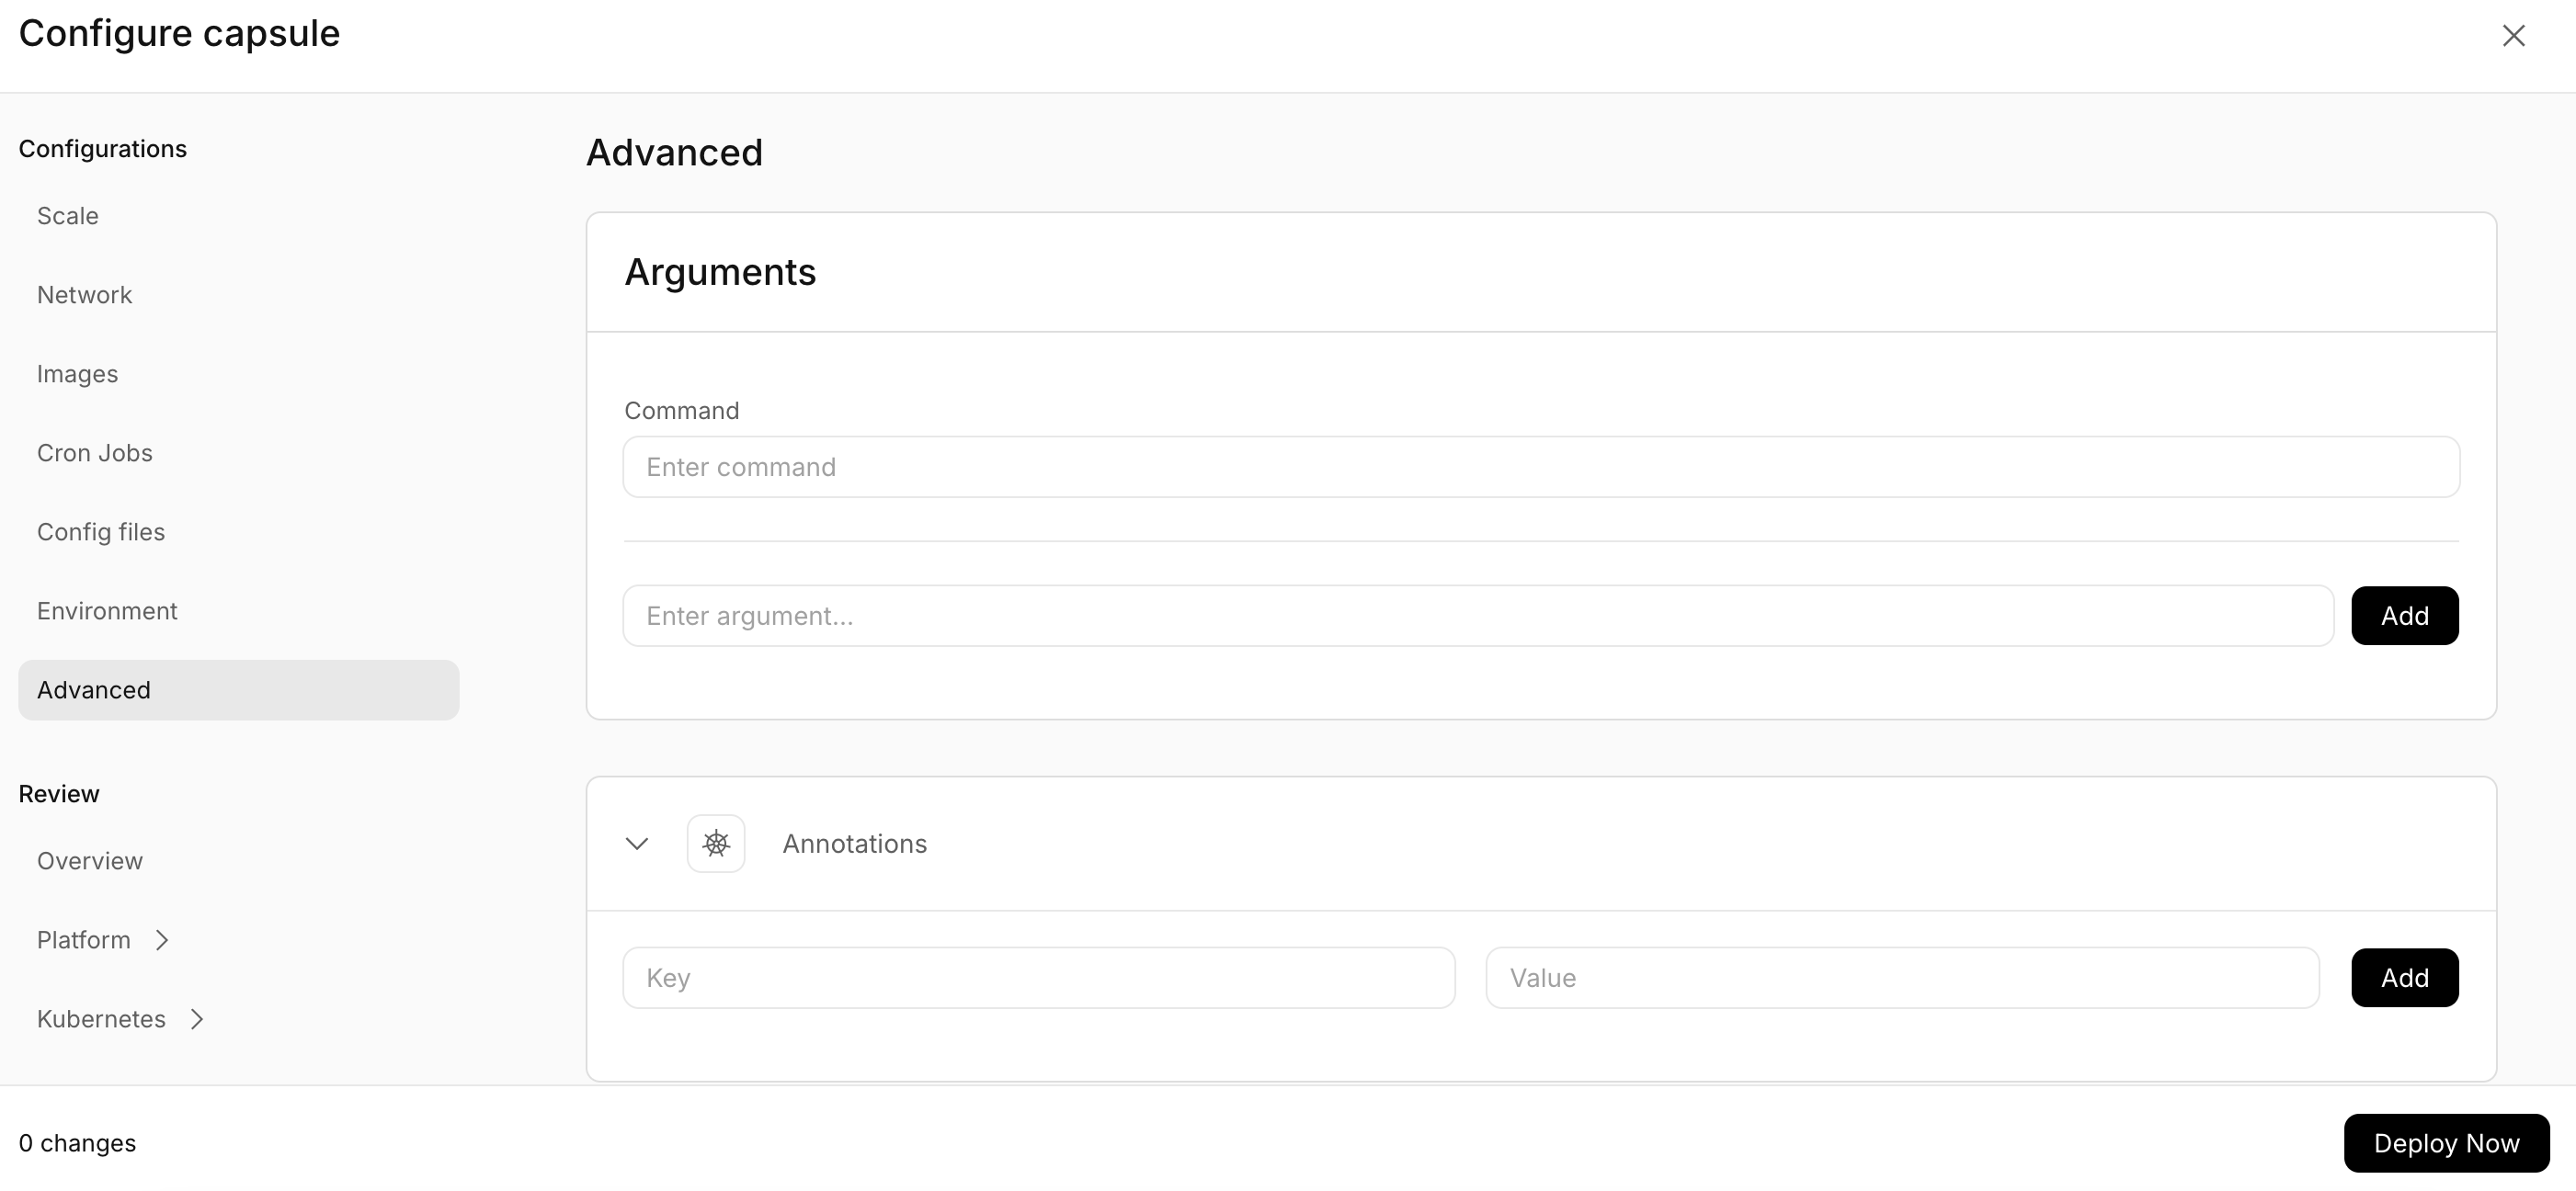 Configure capsule
Configurations
Scale
Network
Images
Cron Jobs
Config files
Environment
Advanced
Review
Overview
Platform
Kubernetes
Advanced
Arguments
Command
Enter command
Enter argument...
Add
Annotations
Key
Value
Add
0 changes
Deploy Now